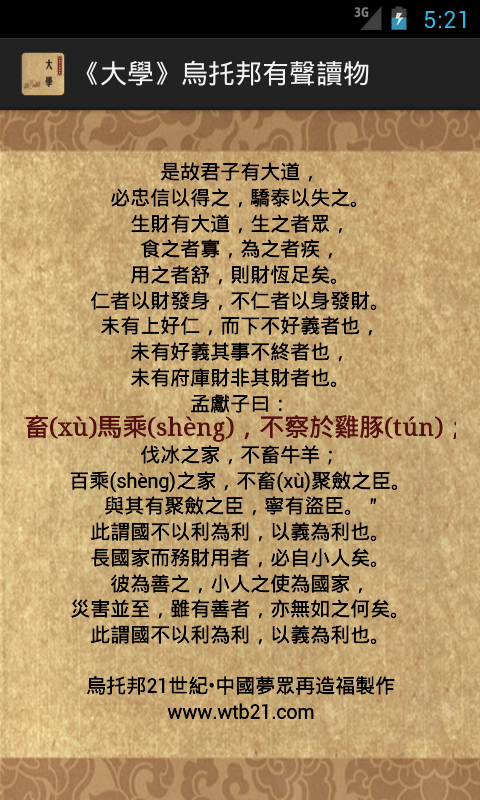 3G 5:21
大學 《大學》烏托邦有聲讀物
是故君子有大道，
必忠信以得之，驕泰以失之。
生財有大道，生之者眾，
食之者寡，為之者疾，
用之者舒，則財恆足矣。
仁者以財發身，不仁者以身發財。
未有上好仁，而下不好義者也，
未有好義其事不終者也，
未有府庫財非其財者也。
孟獻子曰：
畜(xù)馬乘(shèng)，不察於雞豚(tún)；
伐冰之家，不畜牛羊；
百乘(shèng)之家，不畜(xù)聚斂之臣。
與其有聚斂之臣，寧有盜臣。＂
此謂國不以利為利，以義為利也。
長國家而務財用者，必自小人矣。
彼為善之，小人之使為國家，
災害並至，雖有善者，亦無如之何矣。
此謂國不以利為利，以義為利也。
烏托邦21世紀•中國夢眾再造福製作
www.wtb21.com